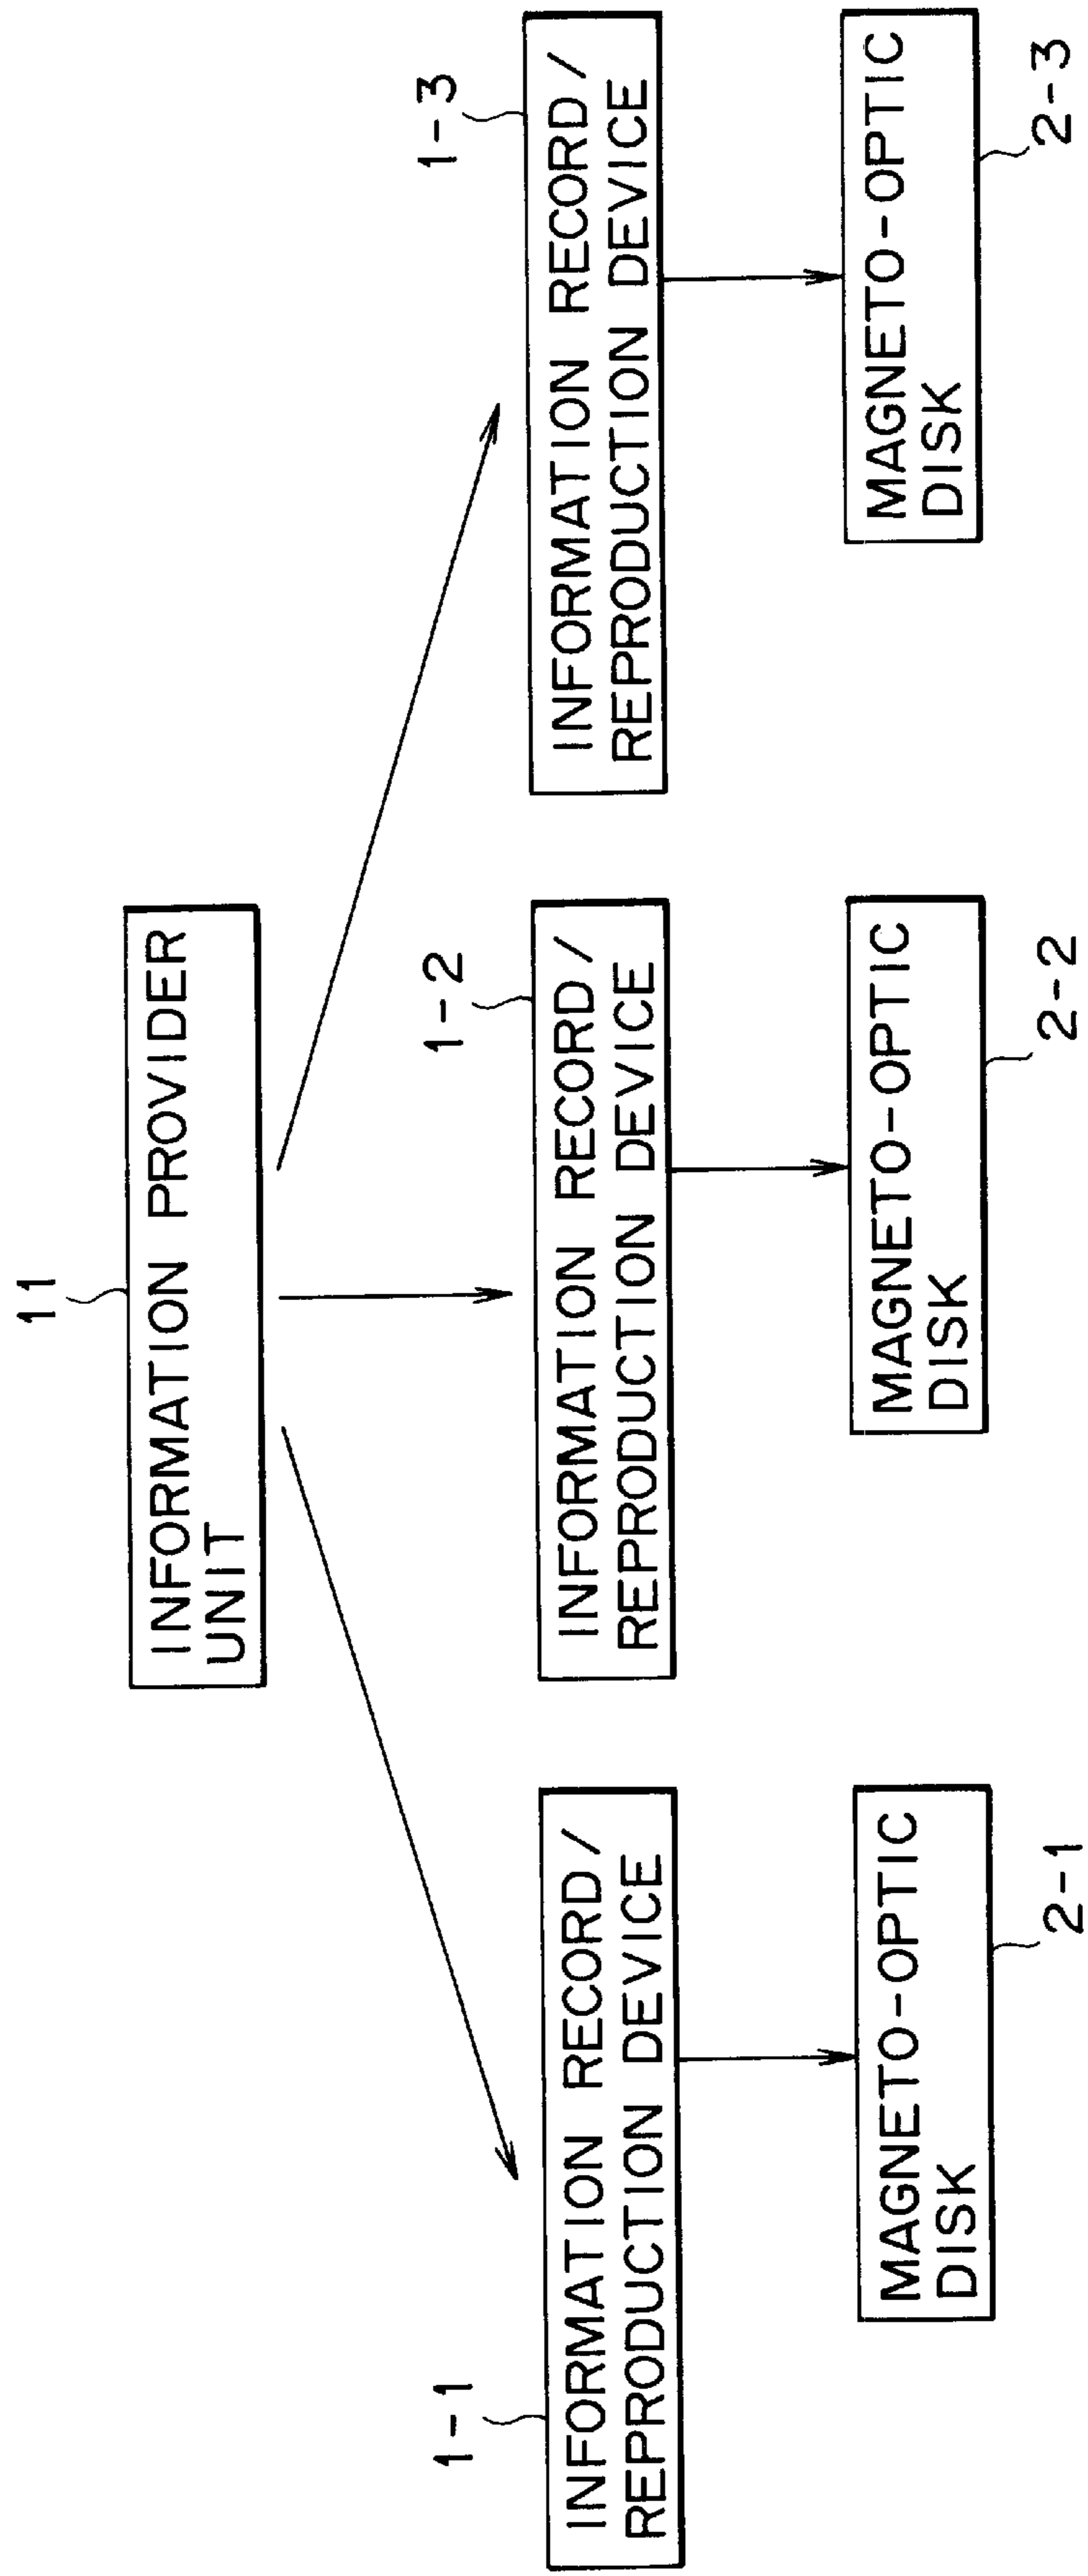 11
INFORMATION PROVIDER
UNIT
1-1
INFORMATION RECORD/
REPRODUCTION DEVICE
1-2
INFORMATION RECORD/
REPRODUCTION DEVICE
1-3
INFORMATION RECORD/
REPRODUCTION DEVICE
MAGNETO-OPTIC
DISK
2-1
MAGNETO-OPTIC
DISK
2-2
MAGNETO-OPTIC
DISK
2-3